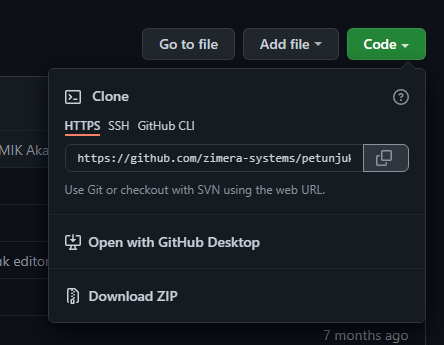 Go to file Add file Code
Clone
MIK Aka
HTTPS SSH GitHub CLI
https://github.com/zimera-systems/petunjuk
Use Git or checkout with SVN using the web URL.
Open with GitHub Desktop
uk editor
Download ZIP
7 months ago